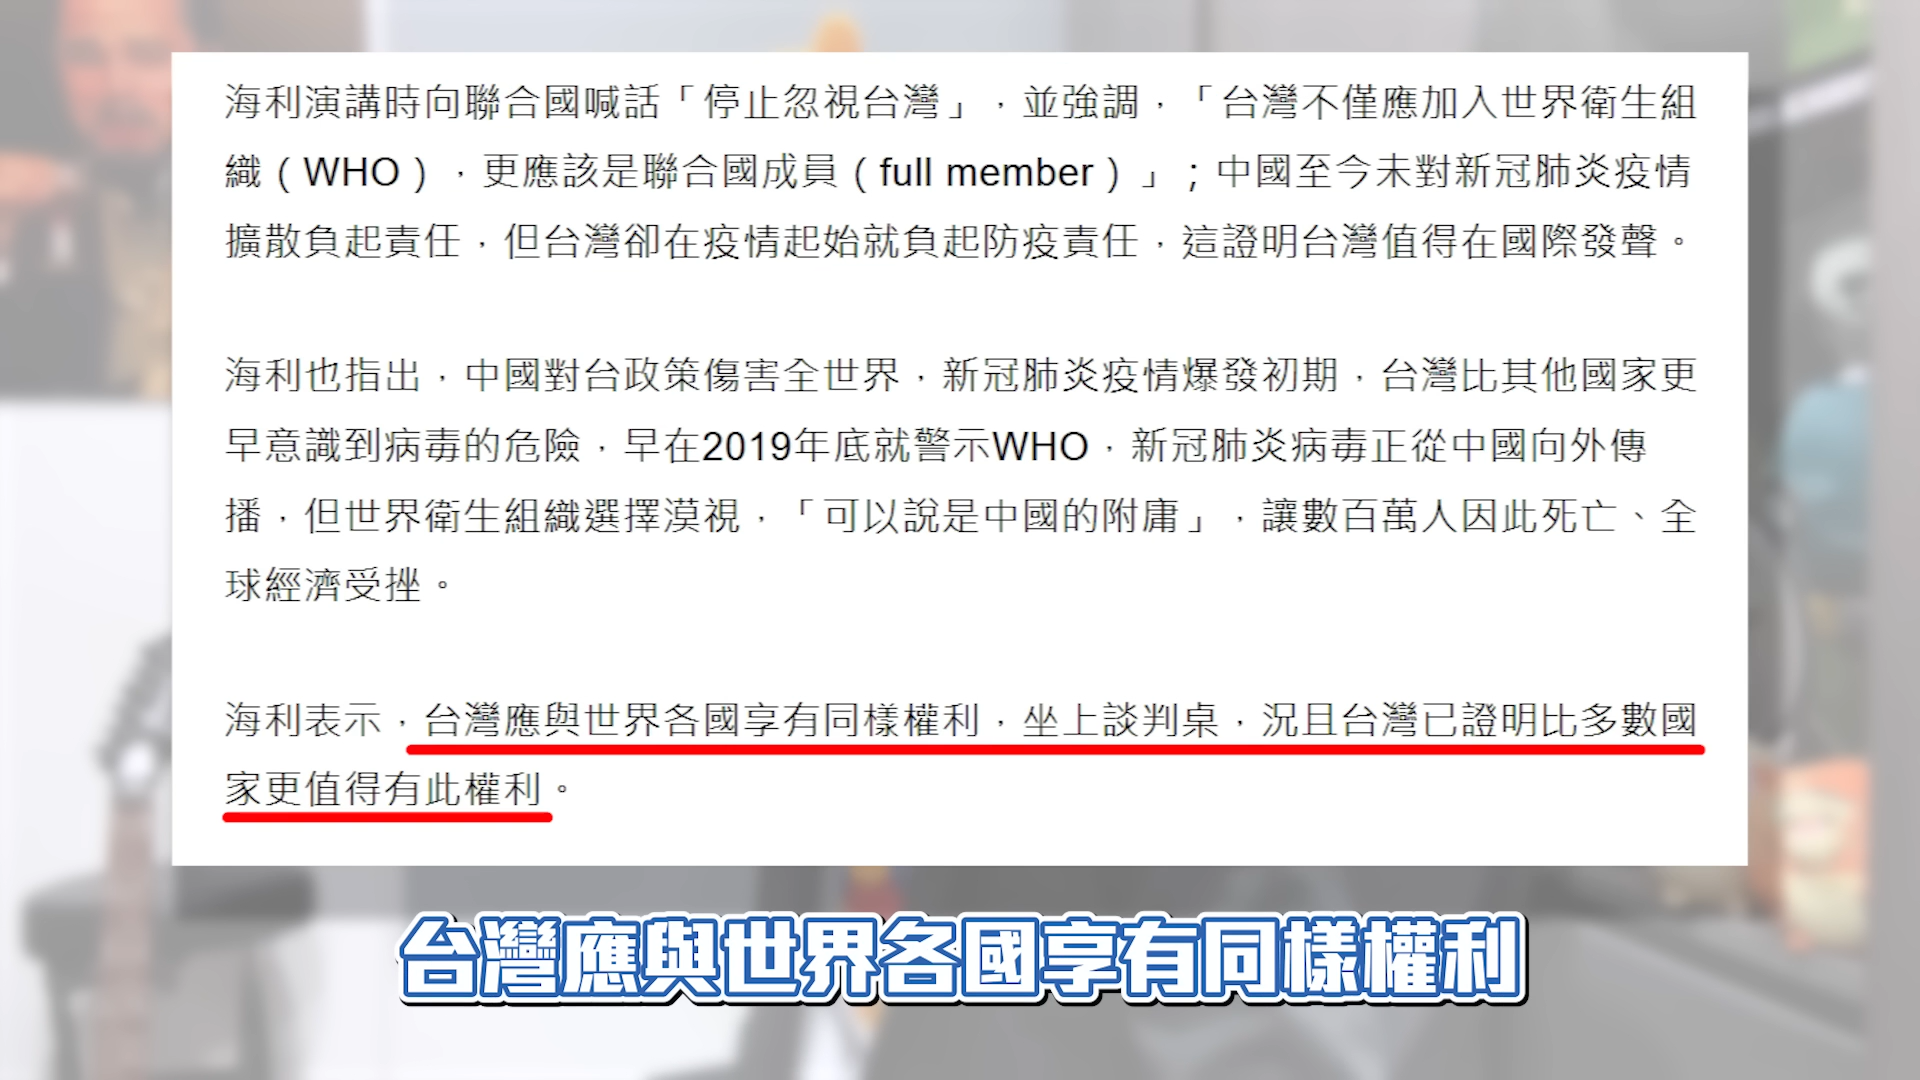 海利演講時向聯合國喊話「停止忽視台灣」，並強調，「台灣不僅應加入世界衛生組
織（WHO），更應該是聯合國成員（full member）」；中國至今未對新冠肺炎疫情
擴散負起責任，但台灣卻在疫情起始就負起防疫責任，這證明台灣值得在國際發聲。
海利也指出，中國對台政策傷害全世界，新冠肺炎疫情爆發初期，台灣比其他國家更
早意識到病毒的危險，早在2019年底就警示WHO，新冠肺炎病毒正從中國向外傳
播，但世界衛生組織選擇漠視，「可以說是中國的附庸」，讓數百萬人因此死亡、全
球經濟受挫。
海利表示，台灣應與世界各國享有同樣權利，坐上談判桌，況且台灣已證明比多數國
家更值得有此權利。
台灣應與世界各國享有同樣權利